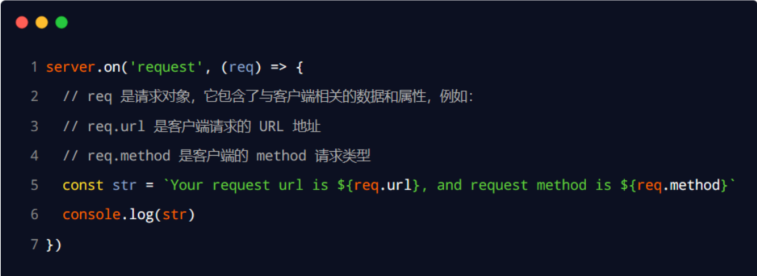 1 server.on('request', (req) => {
2 // req 是请求对象，它包含了与客户端相关的数据和属性，例如：
3 // req.url 是客户端请求的 URL 地址
4 // req.method 是客户端的 method 请求类型
5 const str = `Your request url is ${req.url}, and request method is ${req.method}`
6 console.log(str)
7 })